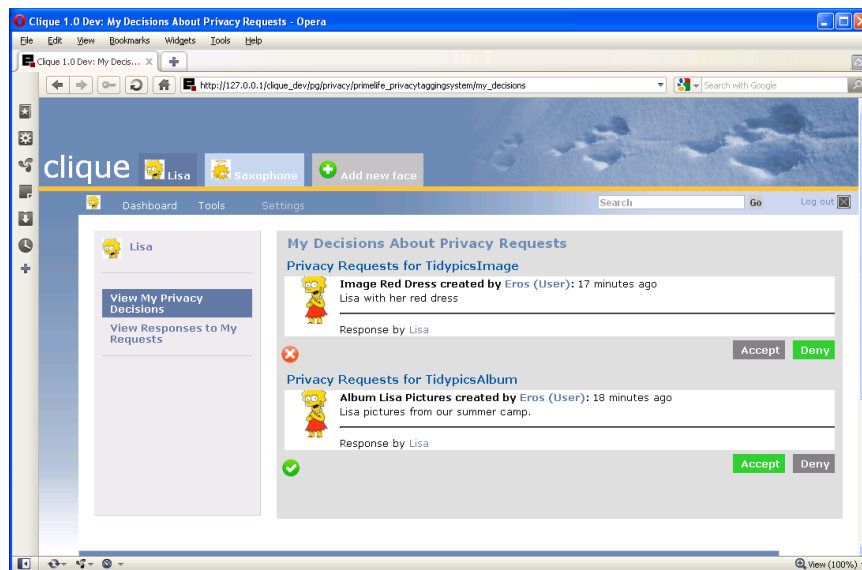 Clique 1.0 Dev: My Decisions About Privacy Requests - Opera
File Edit View Bookmarks Widgets Tools Help
Clique 1.0 Dev: My Decis...
http://127.0.0.1/clique_dev/pg/privacy/primelife_privacytaggingsystem/my_decisions
Search with Google
clique Lisa Saxophone Add new face
Dashboard Tools Settings Search Go Log out
Lisa
View My Privacy
Decisions
View Responses to My
Requests
My Decisions About Privacy Requests
Privacy Requests for TidypicsImage
Image Red Dress created by Eros (User): 17 minutes ago
Lisa with her red dress
Response by Lisa
Accept Deny
Privacy Requests for TidypicsAlbum
Album Lisa Pictures created by Eros (User): 18 minutes ago
Lisa pictures from our summer camp.
Response by Lisa
Accept Deny
View (100%)